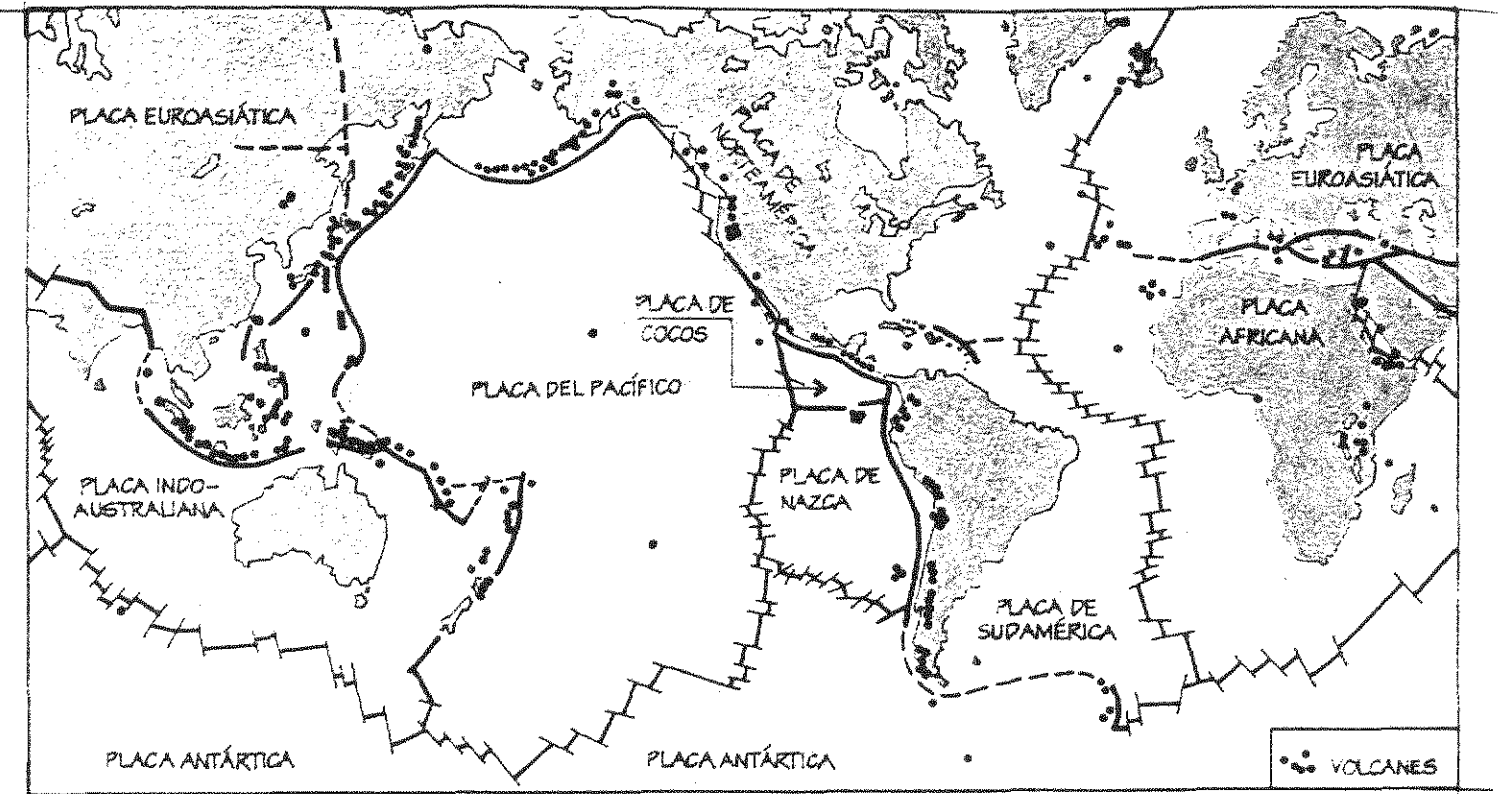 PLACA EUROASIÁTICA
PLACA DE
NORTEAMÉRICA
PLACA
EUROASIÁTICA
PLACA DE
COCOS
PLACA
AFRICANA
PLACA DEL PACÍFICO
PLACA INDO-
AUSTRALIANA
PLACA DE
NAZCA
PLACA DE
SUDAMÉRICA
PLACA ANTÁRTICA
PLACA ANTÁRTICA
VOLCANES